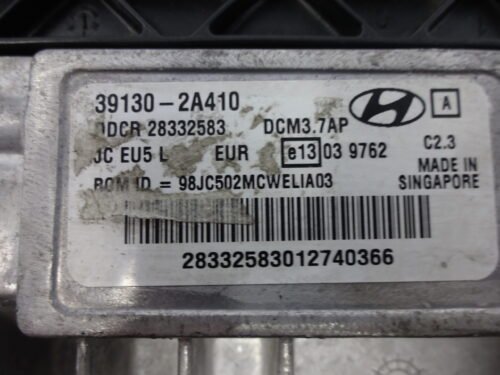 39130-2A410 A
DCR 28332583 DCM3.7AP
JC EU5 L EUR e13 03 9762 C2.3
ROM ID = 98JC502MCWELIA03 MADE IN
SINGAPORE
28332583012740366